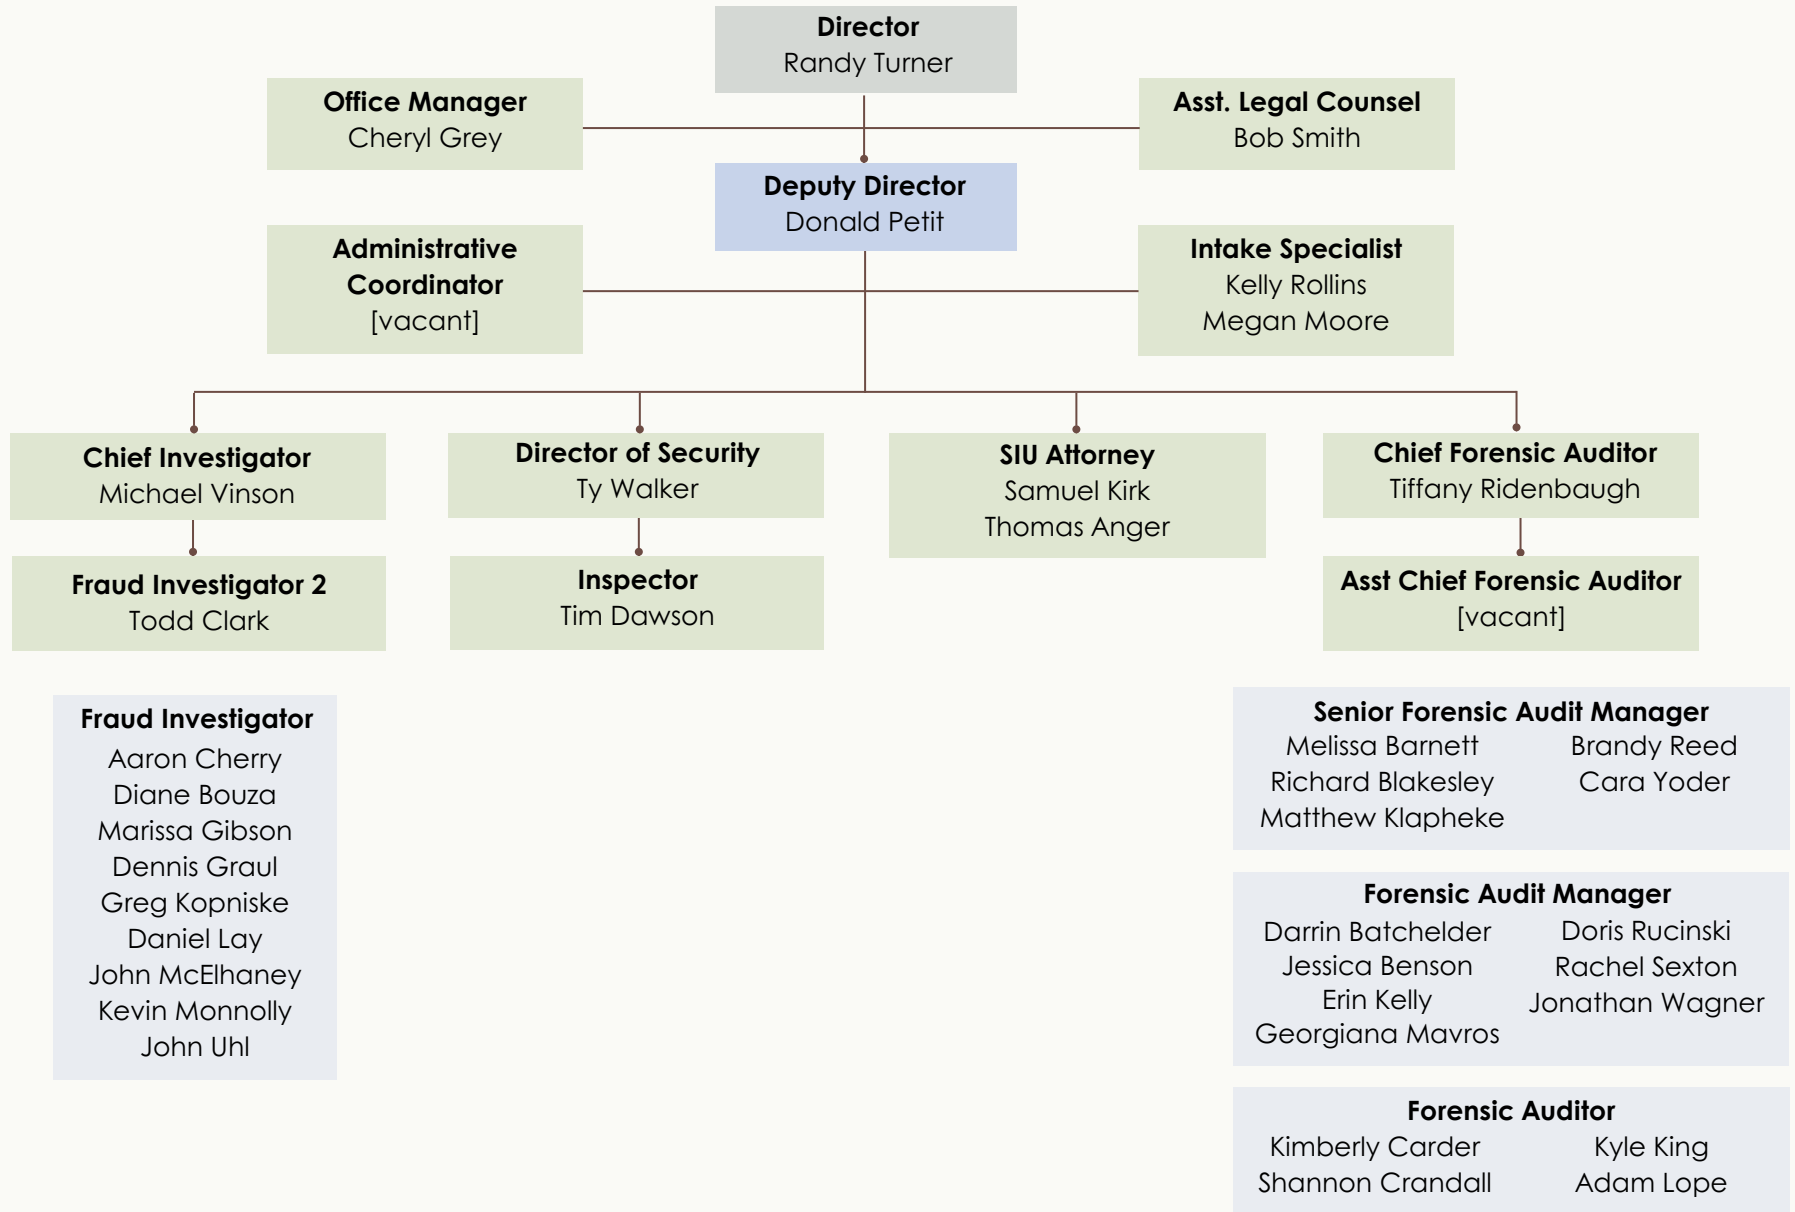 Director
Randy Turner
Office Manager
Cheryl Grey
Asst. Legal Counsel
Bob Smith
Deputy Director
Donald Petit
Administrative
Coordinator
[vacant]
Intake Specialist
Kelly Rollins
Megan Moore
Chief Investigator
Michael Vinson
Director of Security
Ty Walker
SIU Attorney
Samuel Kirk
Thomas Anger
Chief Forensic Auditor
Tiffany Ridenbaugh
Fraud Investigator 2
Todd Clark
Inspector
Tim Dawson
Asst Chief Forensic Auditor
[vacant]
Fraud Investigator
Aaron Cherry
Diane Bouza
Marissa Gibson
Dennis Graul
Greg Kopniske
Daniel Lay
John McElhaney
Kevin Monnolly
John Uhl
Senior Forensic Audit Manager
Melissa Barnett
Richard Blakesley
Matthew Klapheke
Brandy Reed
Cara Yoder
Forensic Audit Manager
Darrin Batchelder
Jessica Benson
Erin Kelly
Georgiana Mavros
Doris Rucinski
Rachel Sexton
Jonathan Wagner
Forensic Auditor
Kimberly Carder
Shannon Crandall
Kyle King
Adam Lope